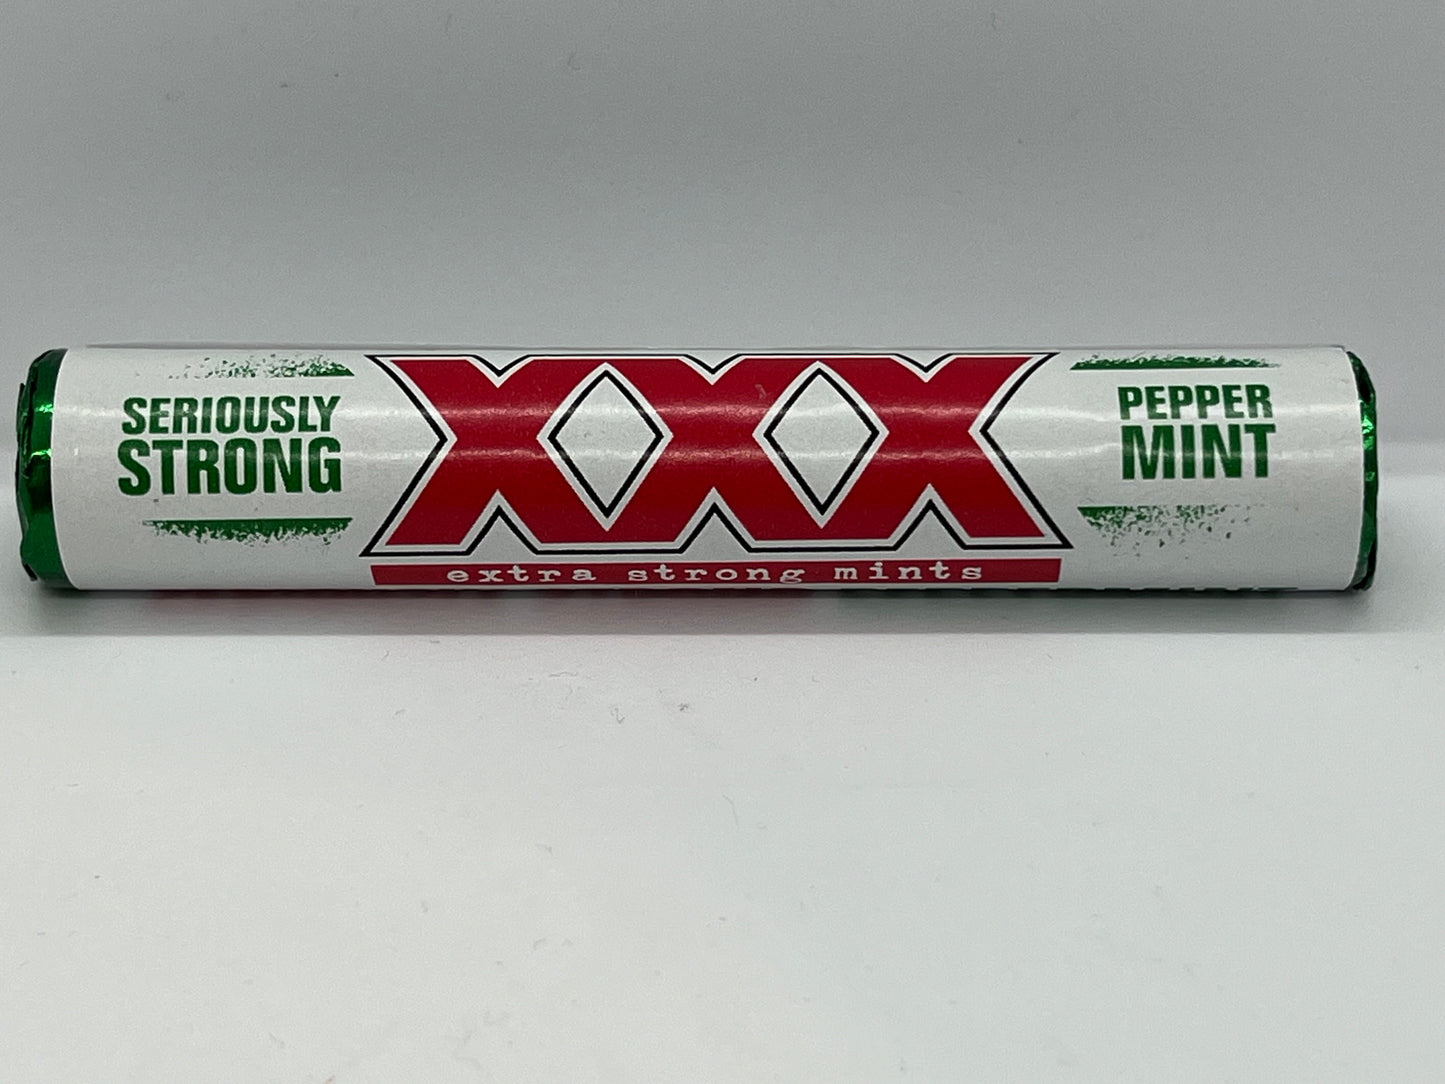 SERIOUSLY
STRONG
XXX
extra strong mints
PEPPER
MINT